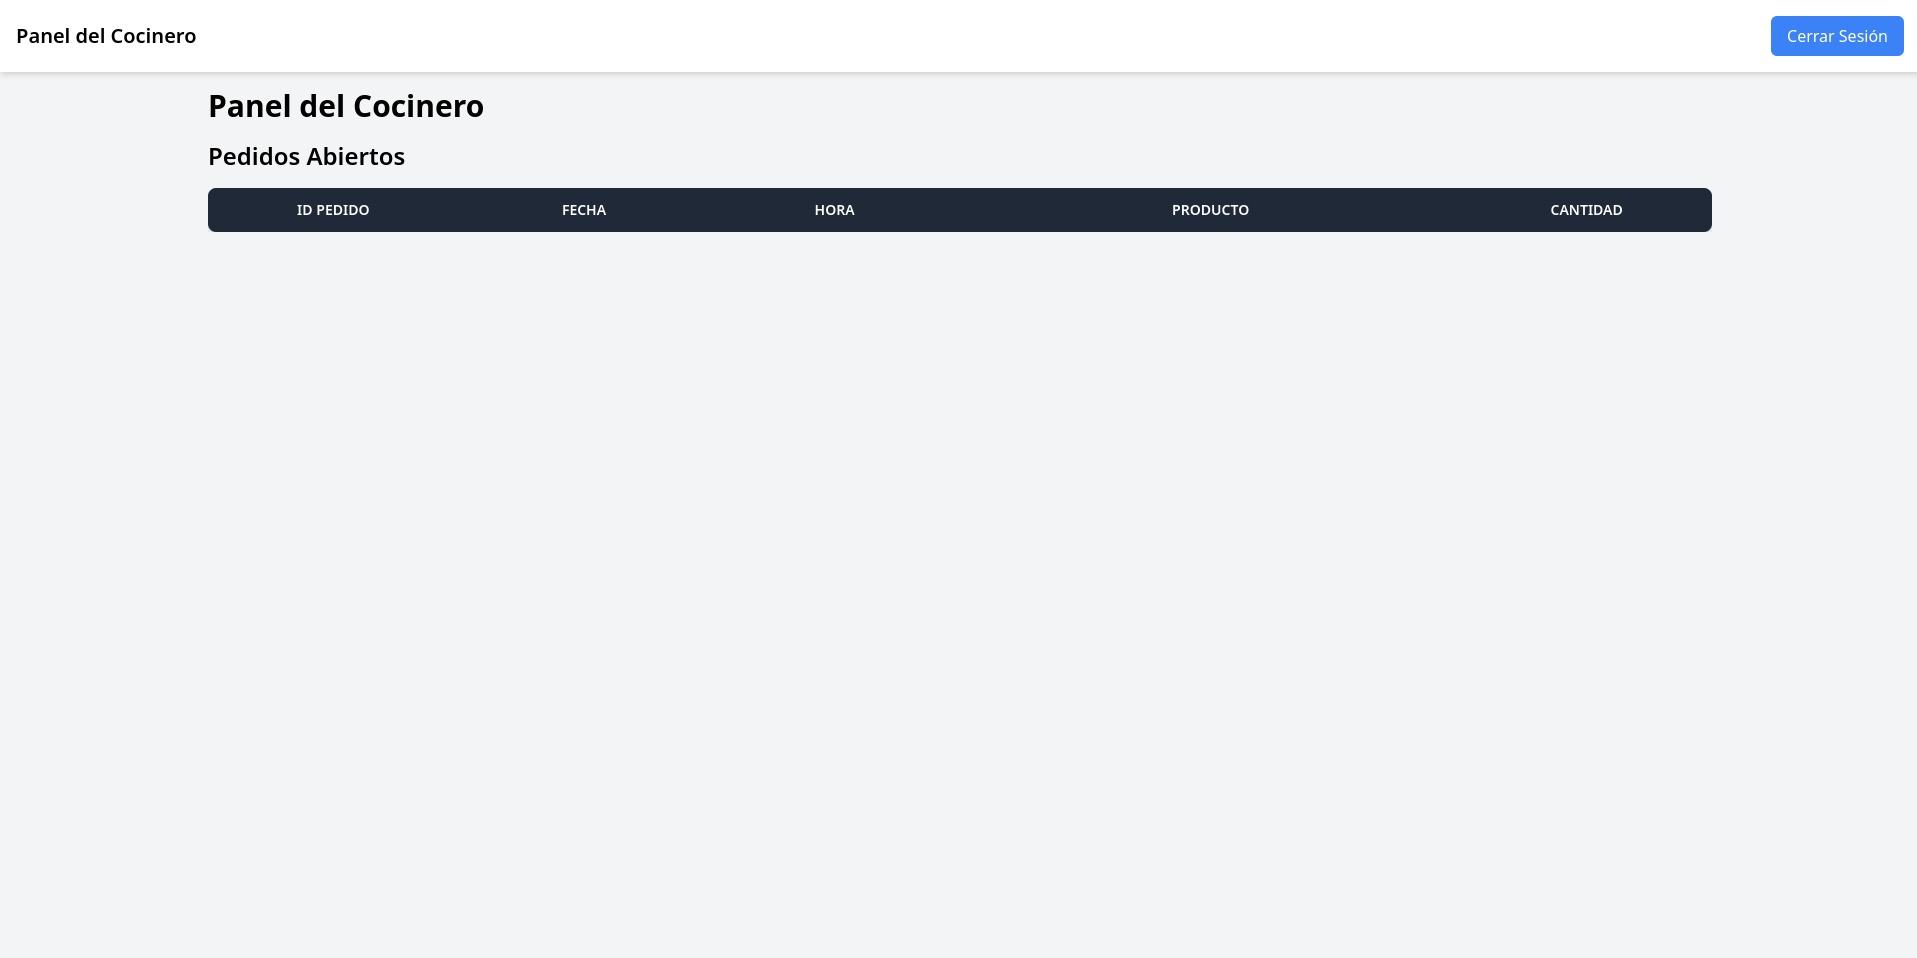 Panel del Cocinero
Cerrar Sesión
Panel del Cocinero
Pedidos Abiertos
ID PEDIDO FECHA HORA PRODUCTO CANTIDAD